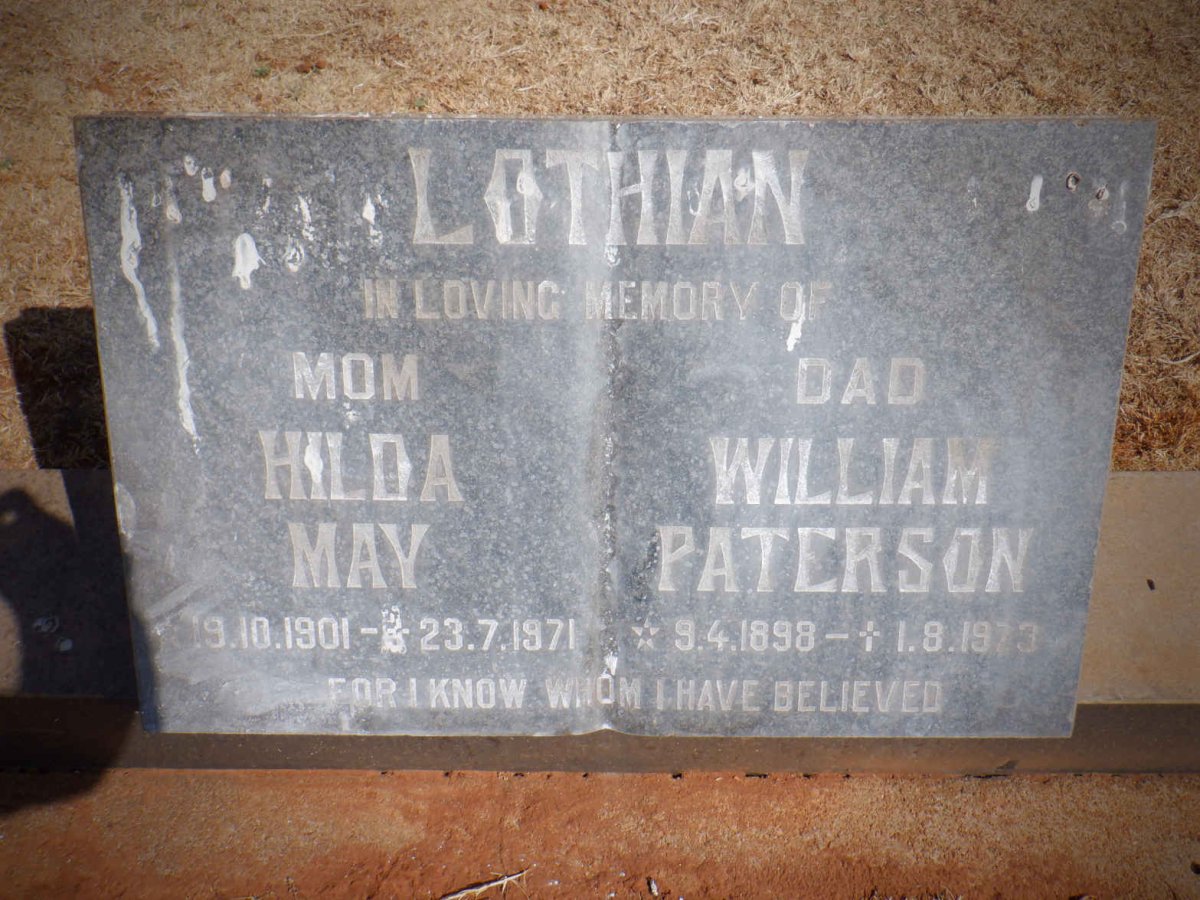 LOTHIAN
IN LOVING MEMORY OF
MOM
HILDA
MAY
19.10.1901 - 23.7.1971
DAD
WILLIAM
PATERSON
★ 9.4.1898 – † 1.8.1973
FOR I KNOW WHOM I HAVE BELIEVED